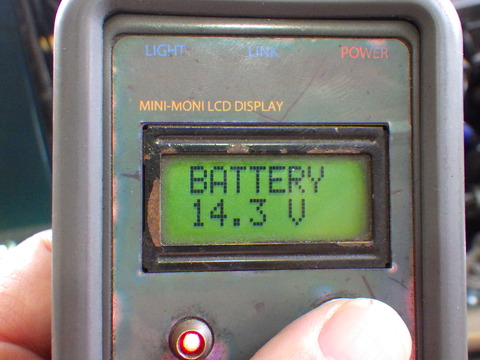 LIGHT LINK POWER
MINI-MONI LCD DISPLAY
BATTERY
14.3 V